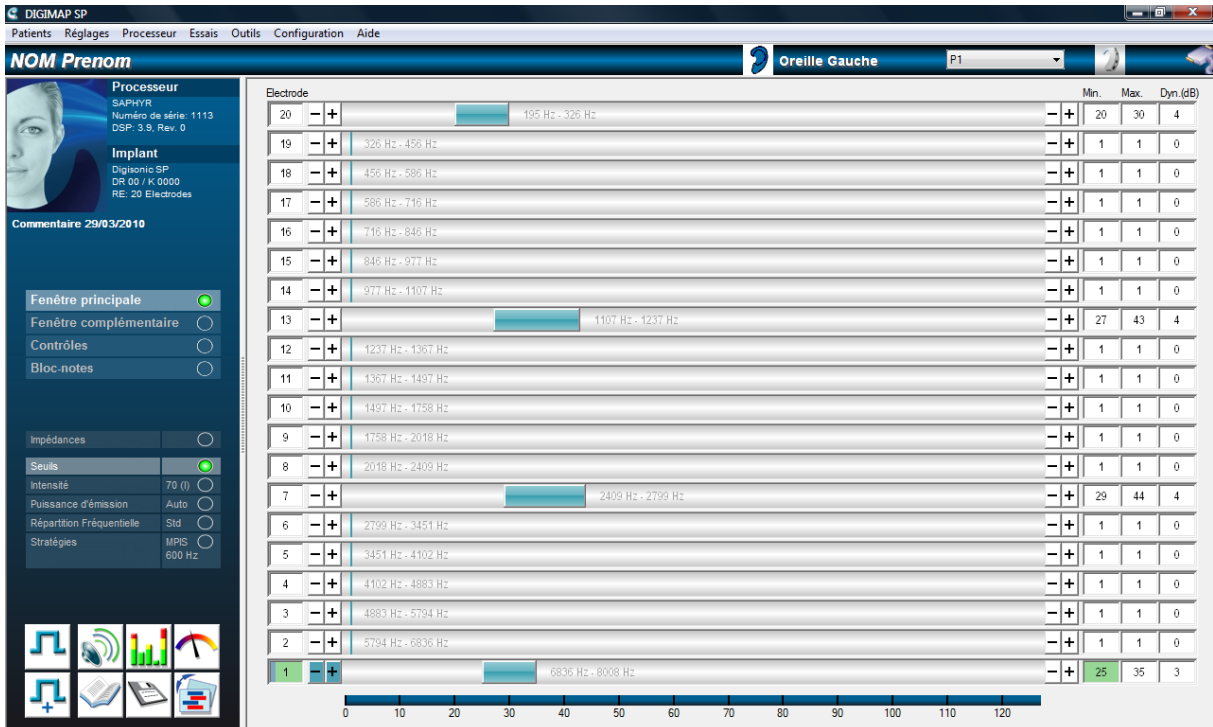 DIGIMAP SP
Patients Réglages Processeur Essais Outils Configuration Aide
NOM Prenom Oreille Gauche P1
Processeur
SAPHYR
Numéro de série: 1113
DSP: 3.9, Rev. 0
Implant
Digisonic SP
DR 00 / K 0000
RE: 20 Electrodes
Commentaire 29/03/2010
Fenêtre principale
Fenêtre complémentaire
Contrôles
Bloc-notes
Impédances
Seuils
Intensité 70 (I)
Puissance d'émission Auto
Répartition Fréquentielle Std
Stratégies MPIS
600 Hz
Electrode Min. Max. Dyn.(dB)
20 - + 195 Hz - 326 Hz - + 20 30 4
19 - + 326 Hz - 456 Hz - + 1 1 0
18 - + 456 Hz - 586 Hz - + 1 1 0
17 - + 586 Hz - 716 Hz - + 1 1 0
16 - + 716 Hz - 846 Hz - + 1 1 0
15 - + 846 Hz - 977 Hz - + 1 1 0
14 - + 977 Hz - 1107 Hz - + 1 1 0
13 - + 1107 Hz - 1237 Hz - + 27 43 4
12 - + 1237 Hz - 1367 Hz - + 1 1 0
11 - + 1367 Hz - 1497 Hz - + 1 1 0
10 - + 1497 Hz - 1758 Hz - + 1 1 0
9 - + 1758 Hz - 2018 Hz - + 1 1 0
8 - + 2018 Hz - 2409 Hz - + 1 1 0
7 - + 2409 Hz - 2799 Hz - + 29 44 4
6 - + 2799 Hz - 3451 Hz - + 1 1 0
5 - + 3451 Hz - 4102 Hz - + 1 1 0
4 - + 4102 Hz - 4883 Hz - + 1 1 0
3 - + 4883 Hz - 5794 Hz - + 1 1 0
2 - + 5794 Hz - 6836 Hz - + 1 1 0
1 - + 6836 Hz - 8008 Hz - + 25 35 3
0 10 20 30 40 50 60 70 80 90 100 110 120